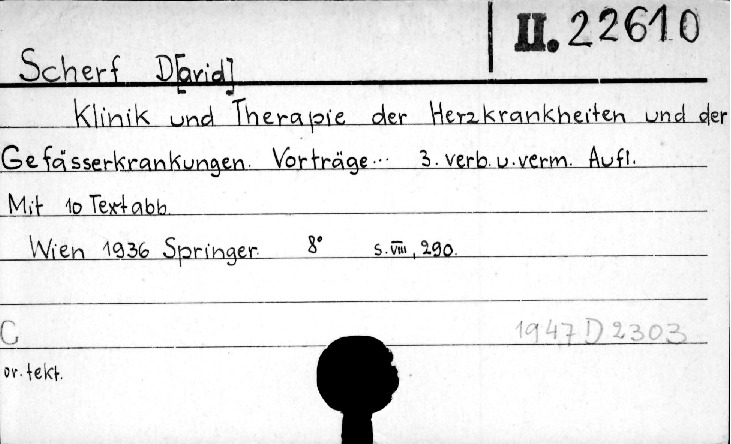 II. 22610
Scherf D[avid]
Klinik und Therapie der Herzkrankheiten und der
Gefässerkrankungen. Vorträge... 3. verb. u. verm. Aufl.
Mit 10 Textabb.
Wien 1936 Springer. 8° S. VIII, 290.
C 1947 D 2303
or. tekt.